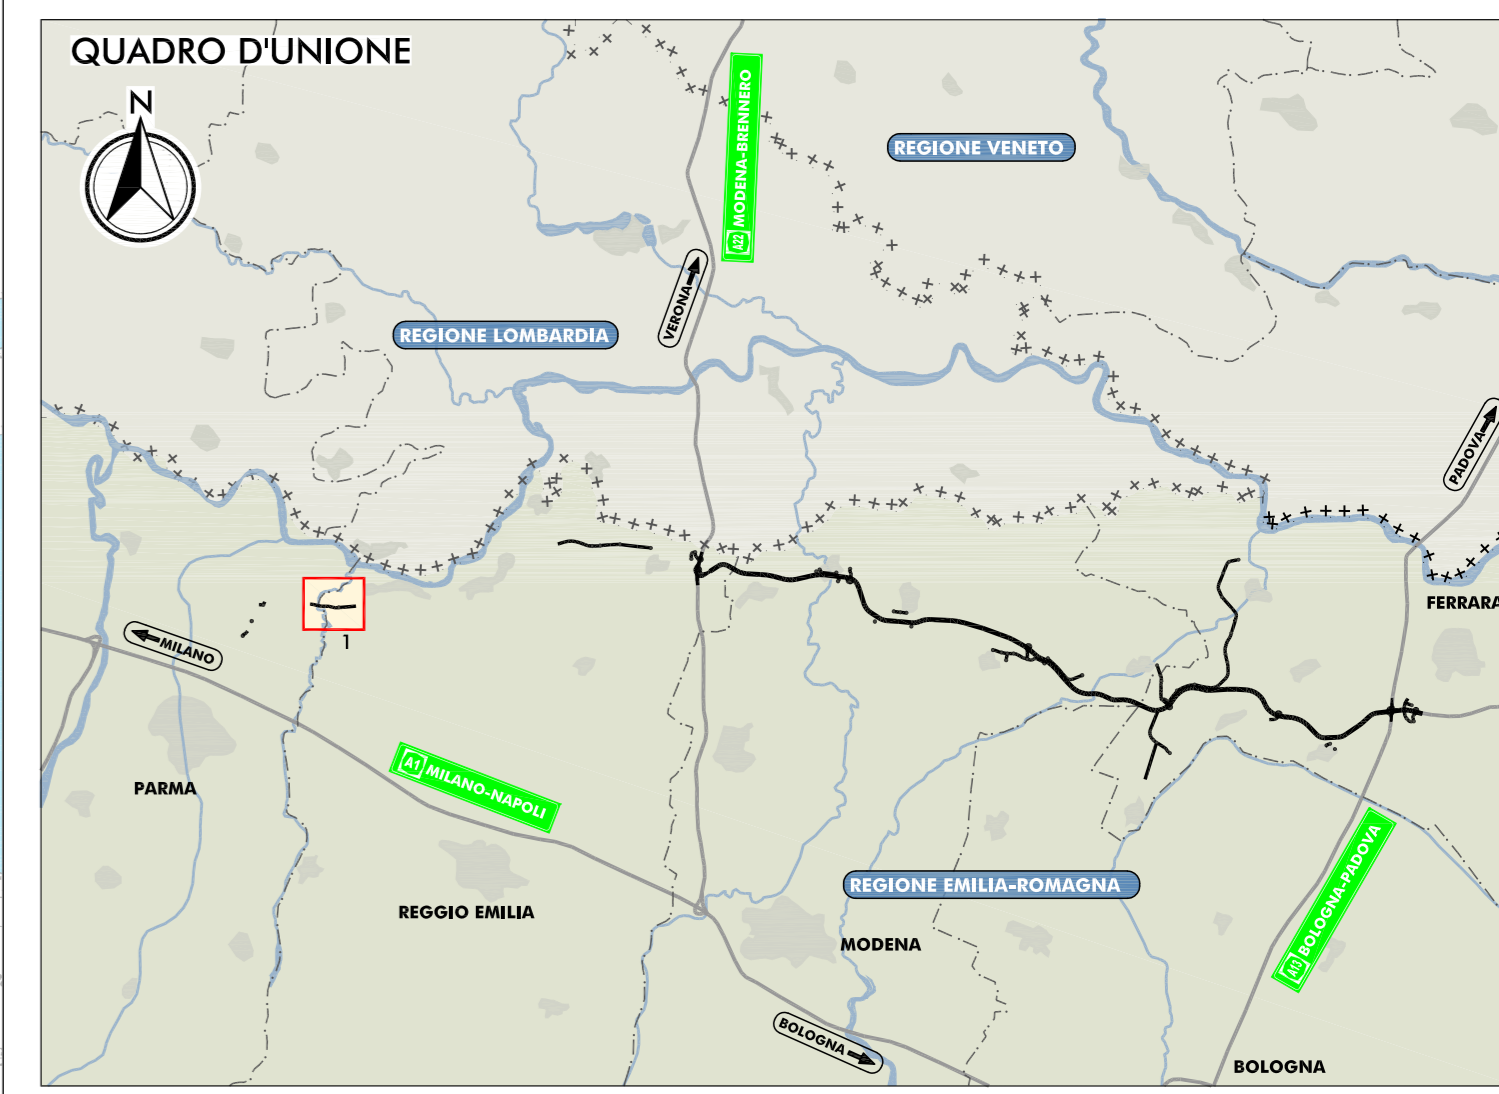 QUADRO D'UNIONE
N
A22 MODENA-BRENNERO
REGIONE VENETO
VERONA
REGIONE LOMBARDIA
PADOVA
FERRARA
1
MILANO
PARMA
A1 MILANO-NAPOLI
REGIONE EMILIA-ROMAGNA
A13 BOLOGNA-PADOVA
REGGIO EMILIA
MODENA
BOLOGNA
BOLOGNA